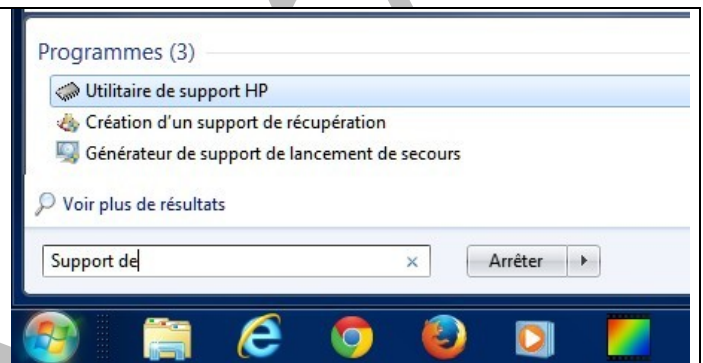 Programmes (3)
Utilitaire de support HP
Création d'un support de récupération
Générateur de support de lancement de secours
Voir plus de résultats
Support de
Arrêter